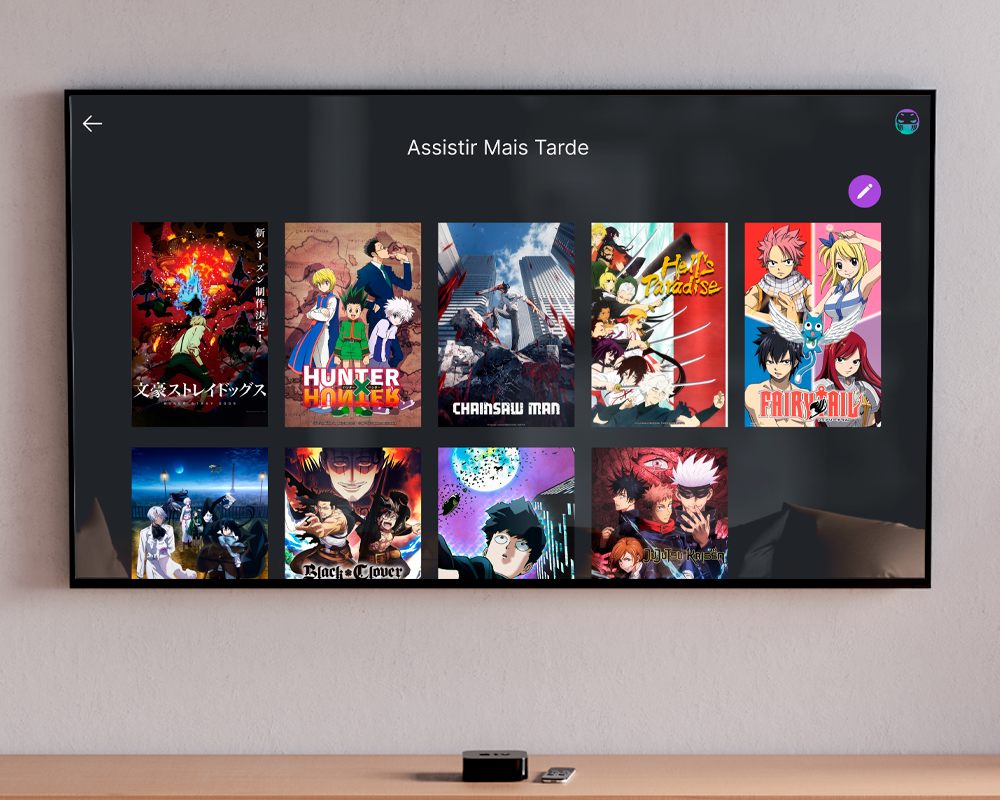 Assistir Mais Tarde
新シーズン制作決定!
文豪ストレイドッグス
HUNTER
×
HUNTER
CHAINSAW MAN
Hell's
Paradise
FAIRY TAIL
Black Clover
JUJUTSU KAISEN
tv